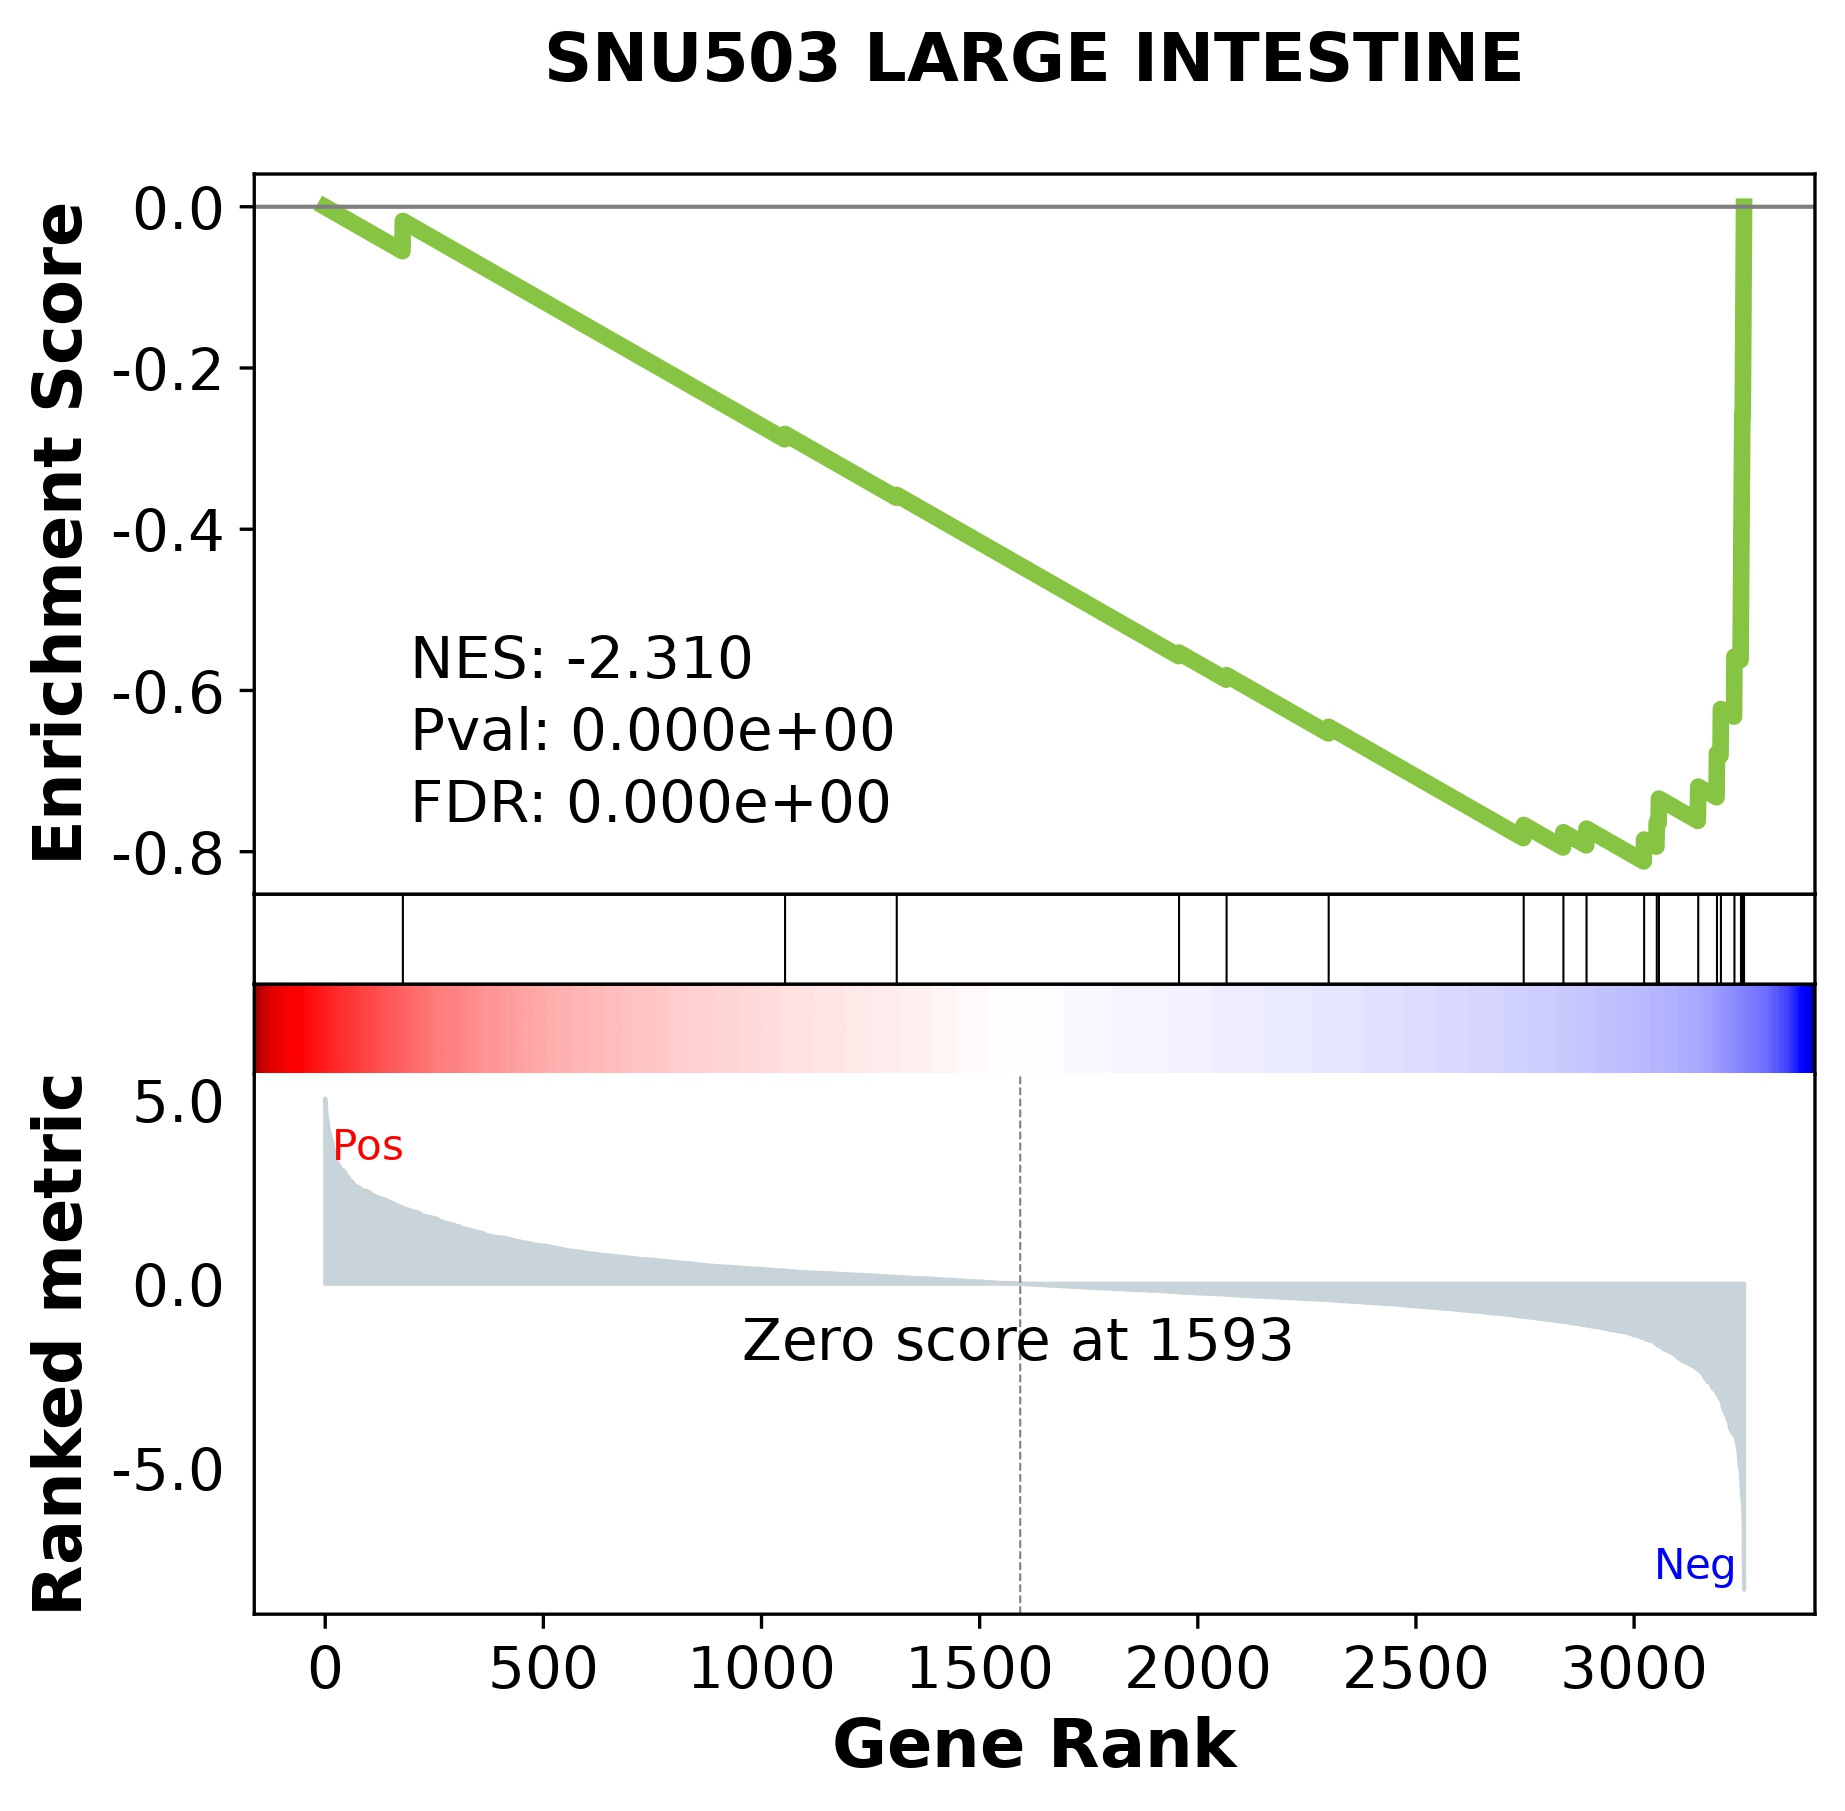 SNU503 LARGE INTESTINE
Enrichment Score
0.0
-0.2
-0.4
-0.6
-0.8
NES: -2.310
Pval: 0.000e+00
FDR: 0.000e+00
Ranked metric
5.0
0.0
-5.0
Pos
Zero score at 1593
Neg
0 500 1000 1500 2000 2500 3000
Gene Rank